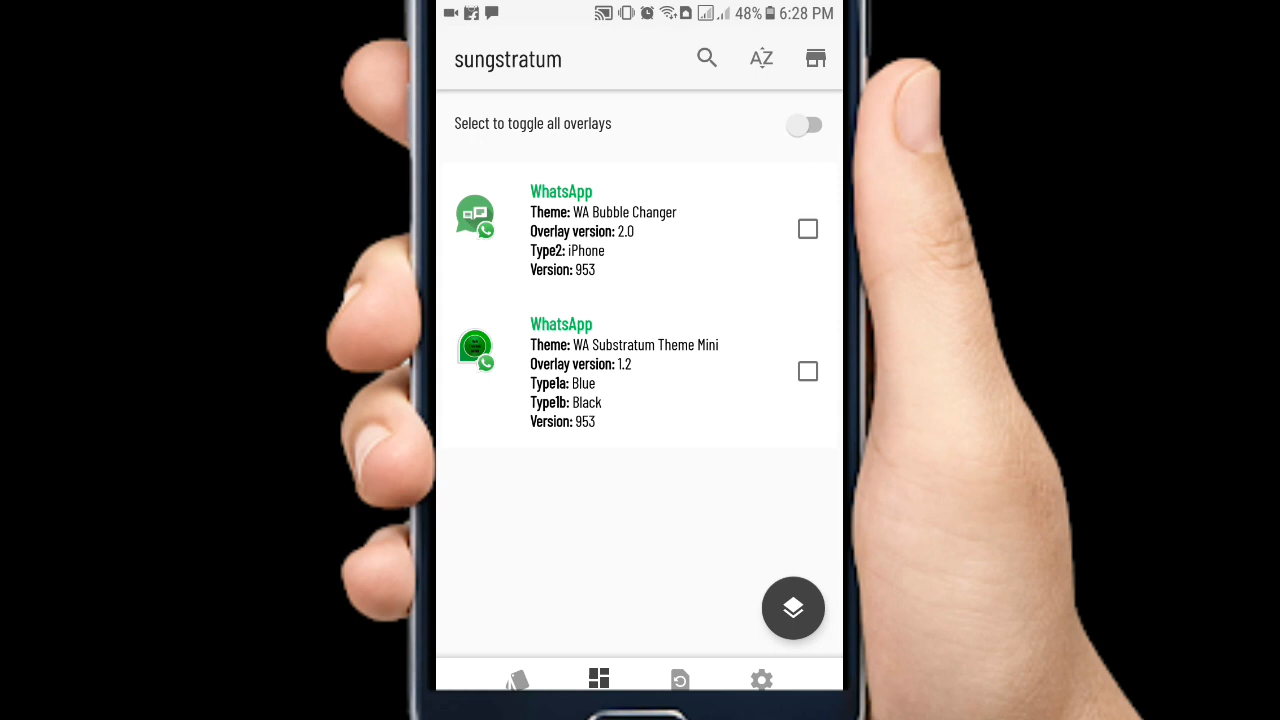 48% 6:28 PM
sungstratum
AZ
Select to toggle all overlays
WhatsApp
Theme: WA Bubble Changer
Overlay version: 2.0
Type2: iPhone
Version: 953
WhatsApp
Theme: WA Substratum Theme Mini
Overlay version: 1.2
Type1a: Blue
Type1b: Black
Version: 953